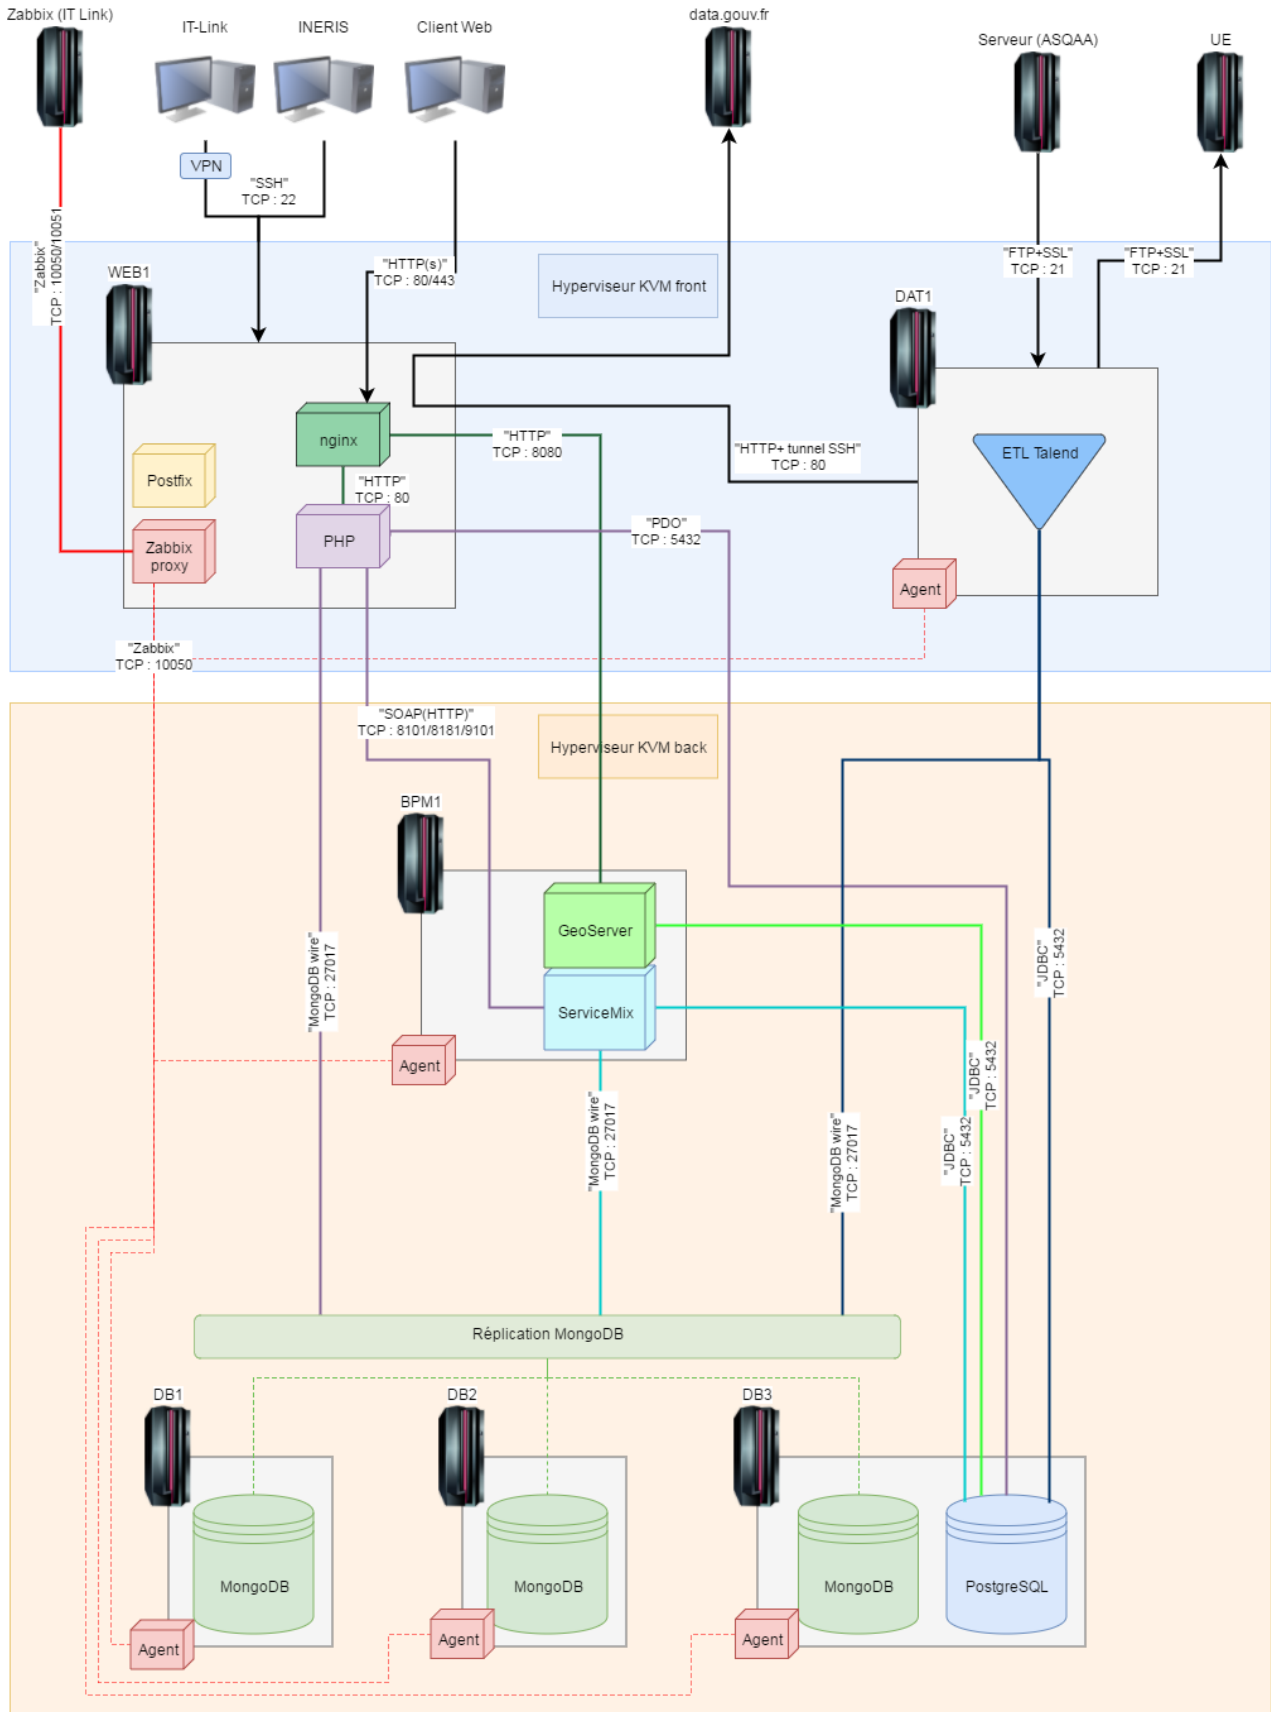 Zabbix (IT Link)
IT-Link
INERIS
Client Web
data.gouv.fr
Serveur (ASQAA)
UE
VPN
"SSH"
TCP : 22
"Zabbix"
TCP : 10050/10051
"HTTP(s)"
TCP : 80/443
"FTP+SSL"
TCP : 21
"FTP+SSL"
TCP : 21
WEB1
Hyperviseur KVM front
DAT1
nginx
"HTTP"
TCP : 8080
"HTTP+ tunnel SSH"
TCP : 80
ETL Talend
Postfix
"HTTP"
TCP : 80
PHP
"PDO"
TCP : 5432
Zabbix
proxy
Agent
"Zabbix"
TCP : 10050
"SOAP(HTTP)"
TCP : 8101/8181/9101
Hyperviseur KVM back
BPM1
GeoServer
ServiceMix
Agent
"MongoDB wire"
TCP : 27017
"MongoDB wire"
TCP : 27017
"MongoDB wire"
TCP : 27017
"JDBC"
TCP : 5432
"JDBC"
TCP : 5432
"JDBC"
TCP : 5432
Réplication MongoDB
DB1
DB2
DB3
MongoDB
MongoDB
MongoDB
PostgreSQL
Agent
Agent
Agent